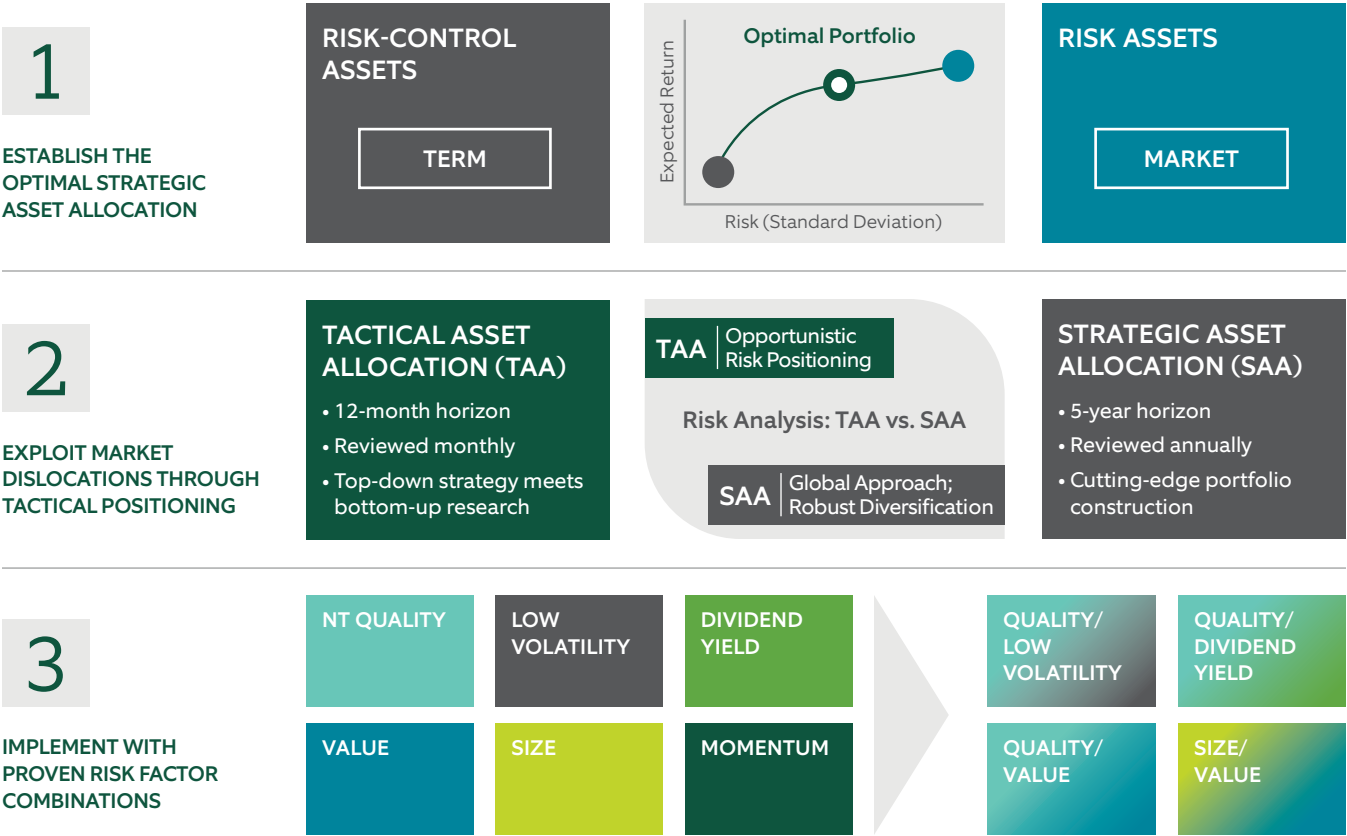 1
ESTABLISH THE
OPTIMAL STRATEGIC
ASSET ALLOCATION
RISK-CONTROL
ASSETS
TERM
Optimal Portfolio
Expected Return
Risk (Standard Deviation)
RISK ASSETS
MARKET
2
EXPLOIT MARKET
DISLOCATIONS THROUGH
TACTICAL POSITIONING
TACTICAL ASSET
ALLOCATION (TAA)
• 12-month horizon
• Reviewed monthly
• Top-down strategy meets
bottom-up research
TAA
Opportunistic
Risk Positioning
Risk Analysis: TAA vs. SAA
SAA
Global Approach;
Robust Diversification
STRATEGIC ASSET
ALLOCATION (SAA)
• 5-year horizon
• Reviewed annually
• Cutting-edge portfolio
construction
3
IMPLEMENT WITH
PROVEN RISK FACTOR
COMBINATIONS
NT QUALITY
LOW
VOLATILITY
DIVIDEND
YIELD
VALUE
SIZE
MOMENTUM
QUALITY/
LOW
VOLATILITY
QUALITY/
DIVIDEND
YIELD
QUALITY/
VALUE
SIZE/
VALUE